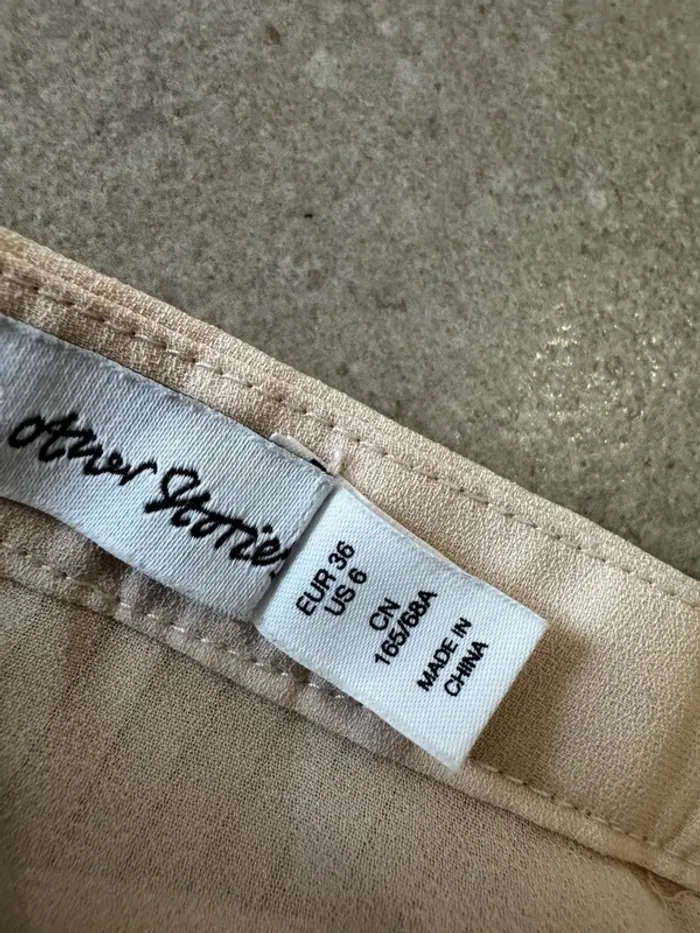 other Stories
EUR 36
US 6
CN
165/68A
MADE IN
CHINA